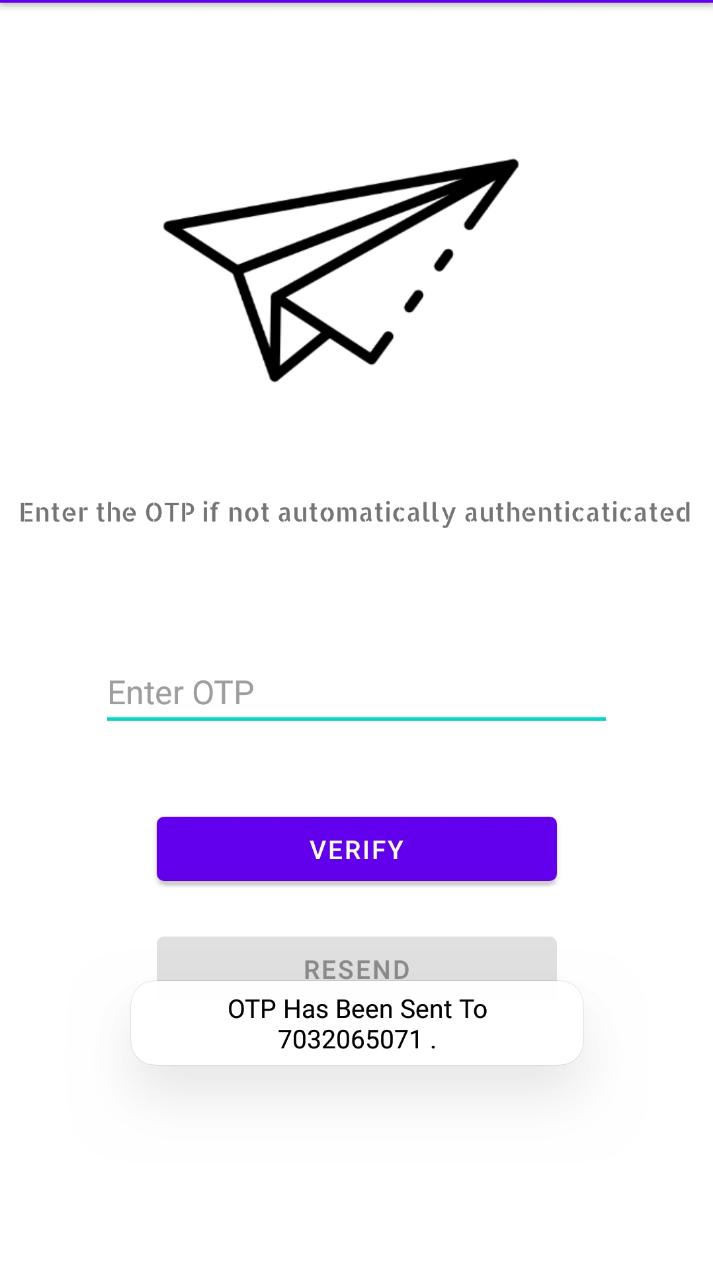 Enter the OTP if not automatically authenticaticated
Enter OTP
VERIFY
RESEND
OTP Has Been Sent To
7032065071 .